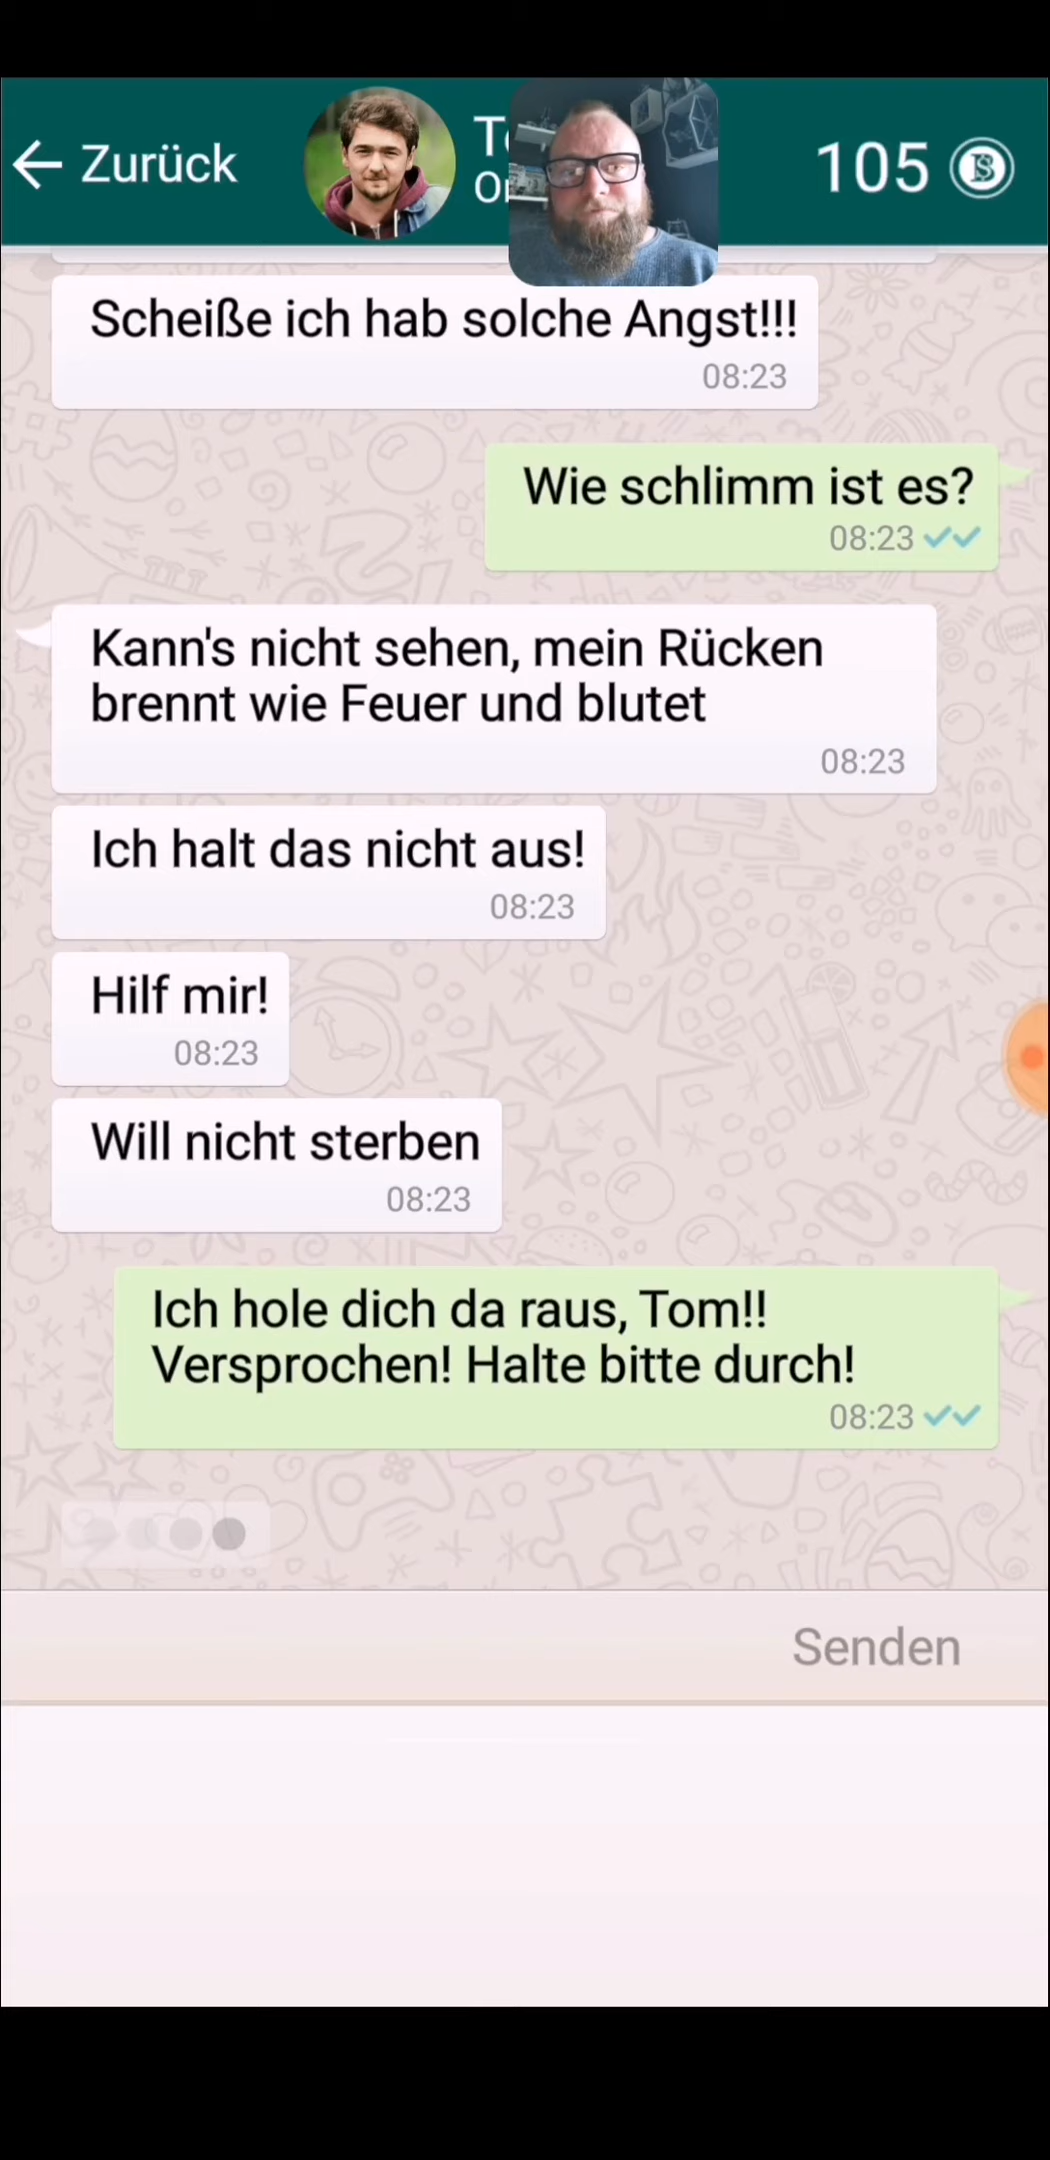 Zurück
105
Scheiße ich hab solche Angst!!!
08:23
Wie schlimm ist es?
08:23
Kann's nicht sehen, mein Rücken
brennt wie Feuer und blutet
08:23
Ich halt das nicht aus!
08:23
Hilf mir!
08:23
Will nicht sterben
08:23
Ich hole dich da raus, Tom!!
Versprochen! Halte bitte durch!
08:23
Senden